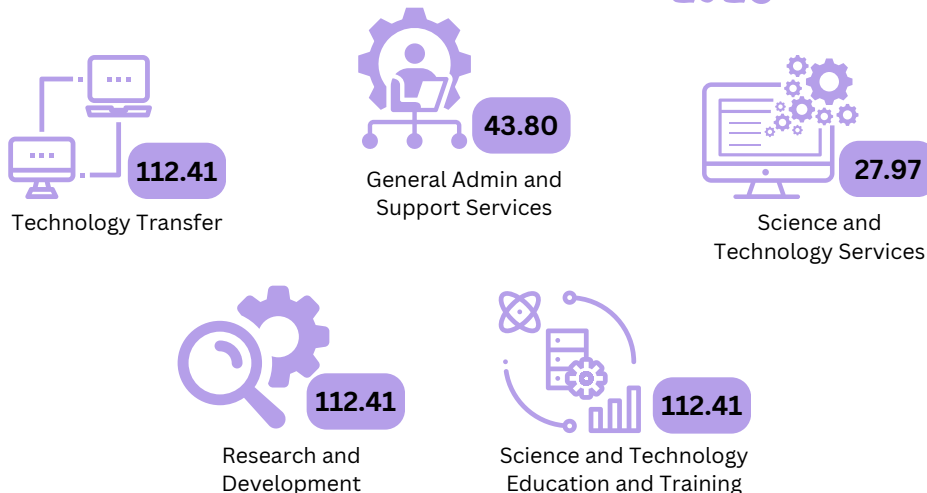 112.41
Technology Transfer
43.80
General Admin and
Support Services
27.97
Science and
Technology Services
112.41
Research and
Development
112.41
Science and Technology
Education and Training